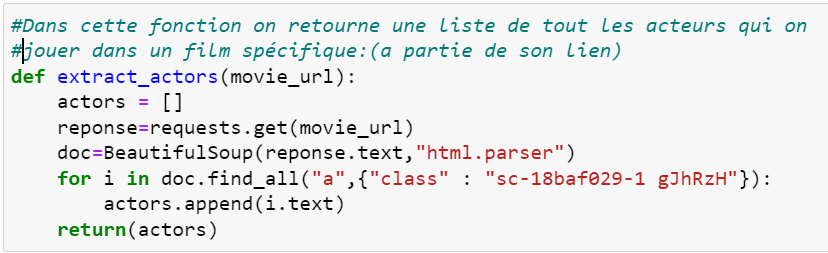 #Dans cette fonction on retourne une liste de tout les acteurs qui on
#jouer dans un film spécifique:(a partie de son lien)
def extract_actors(movie_url):
    actors = []
    reponse=requests.get(movie_url)
    doc=BeautifulSoup(reponse.text,"html.parser")
    for i in doc.find_all("a",{"class" : "sc-18baf029-1 gJhRzH"}):
        actors.append(i.text)
    return(actors)